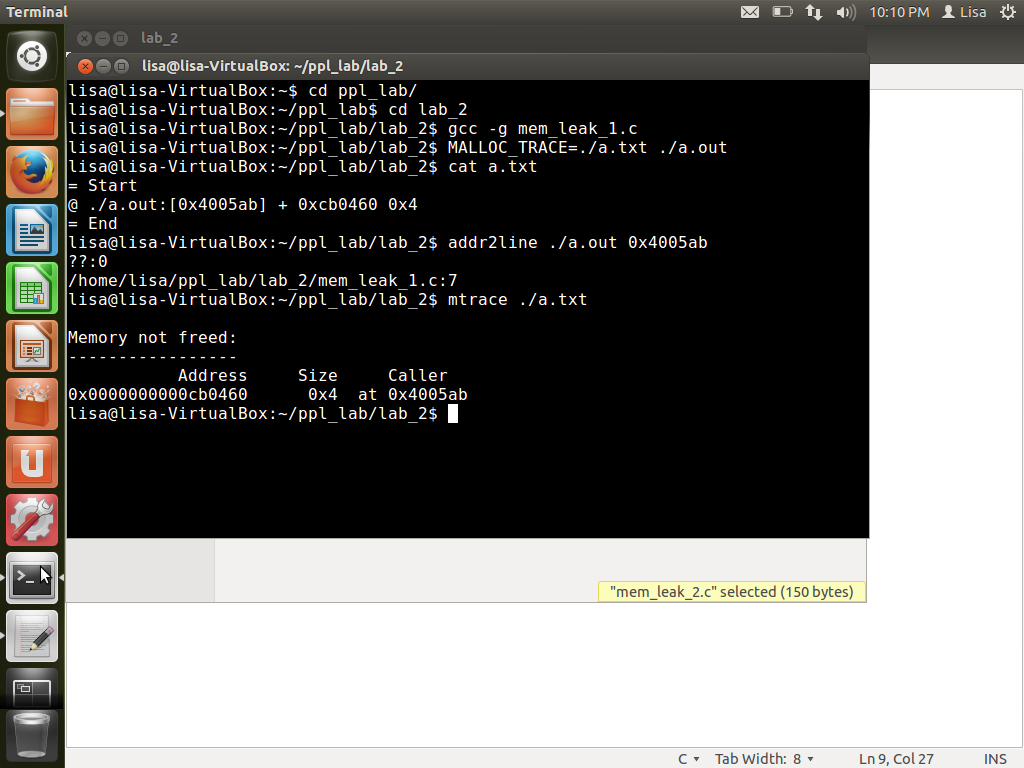 Terminal
10:10 PM
Lisa
lab_2
lisa@lisa-VirtualBox: ~/ppl_lab/lab_2
lisa@lisa-VirtualBox:~$ cd ppl_lab/
lisa@lisa-VirtualBox:~/ppl_lab$ cd lab_2
lisa@lisa-VirtualBox:~/ppl_lab/lab_2$ gcc -g mem_leak_1.c
lisa@lisa-VirtualBox:~/ppl_lab/lab_2$ MALLOC_TRACE=./a.txt ./a.out
lisa@lisa-VirtualBox:~/ppl_lab/lab_2$ cat a.txt
= Start
@ ./a.out:[0x4005ab] + 0xcb0460 0x4
= End
lisa@lisa-VirtualBox:~/ppl_lab/lab_2$ addr2line ./a.out 0x4005ab
??:0
/home/lisa/ppl_lab/lab_2/mem_leak_1.c:7
lisa@lisa-VirtualBox:~/ppl_lab/lab_2$ mtrace ./a.txt
Memory not freed:
-----------------
Address Size Caller
0x0000000000cb0460 0x4 at 0x4005ab
lisa@lisa-VirtualBox:~/ppl_lab/lab_2$
"mem_leak_2.c" selected (150 bytes)
C Tab Width: 8 Ln 9, Col 27 INS